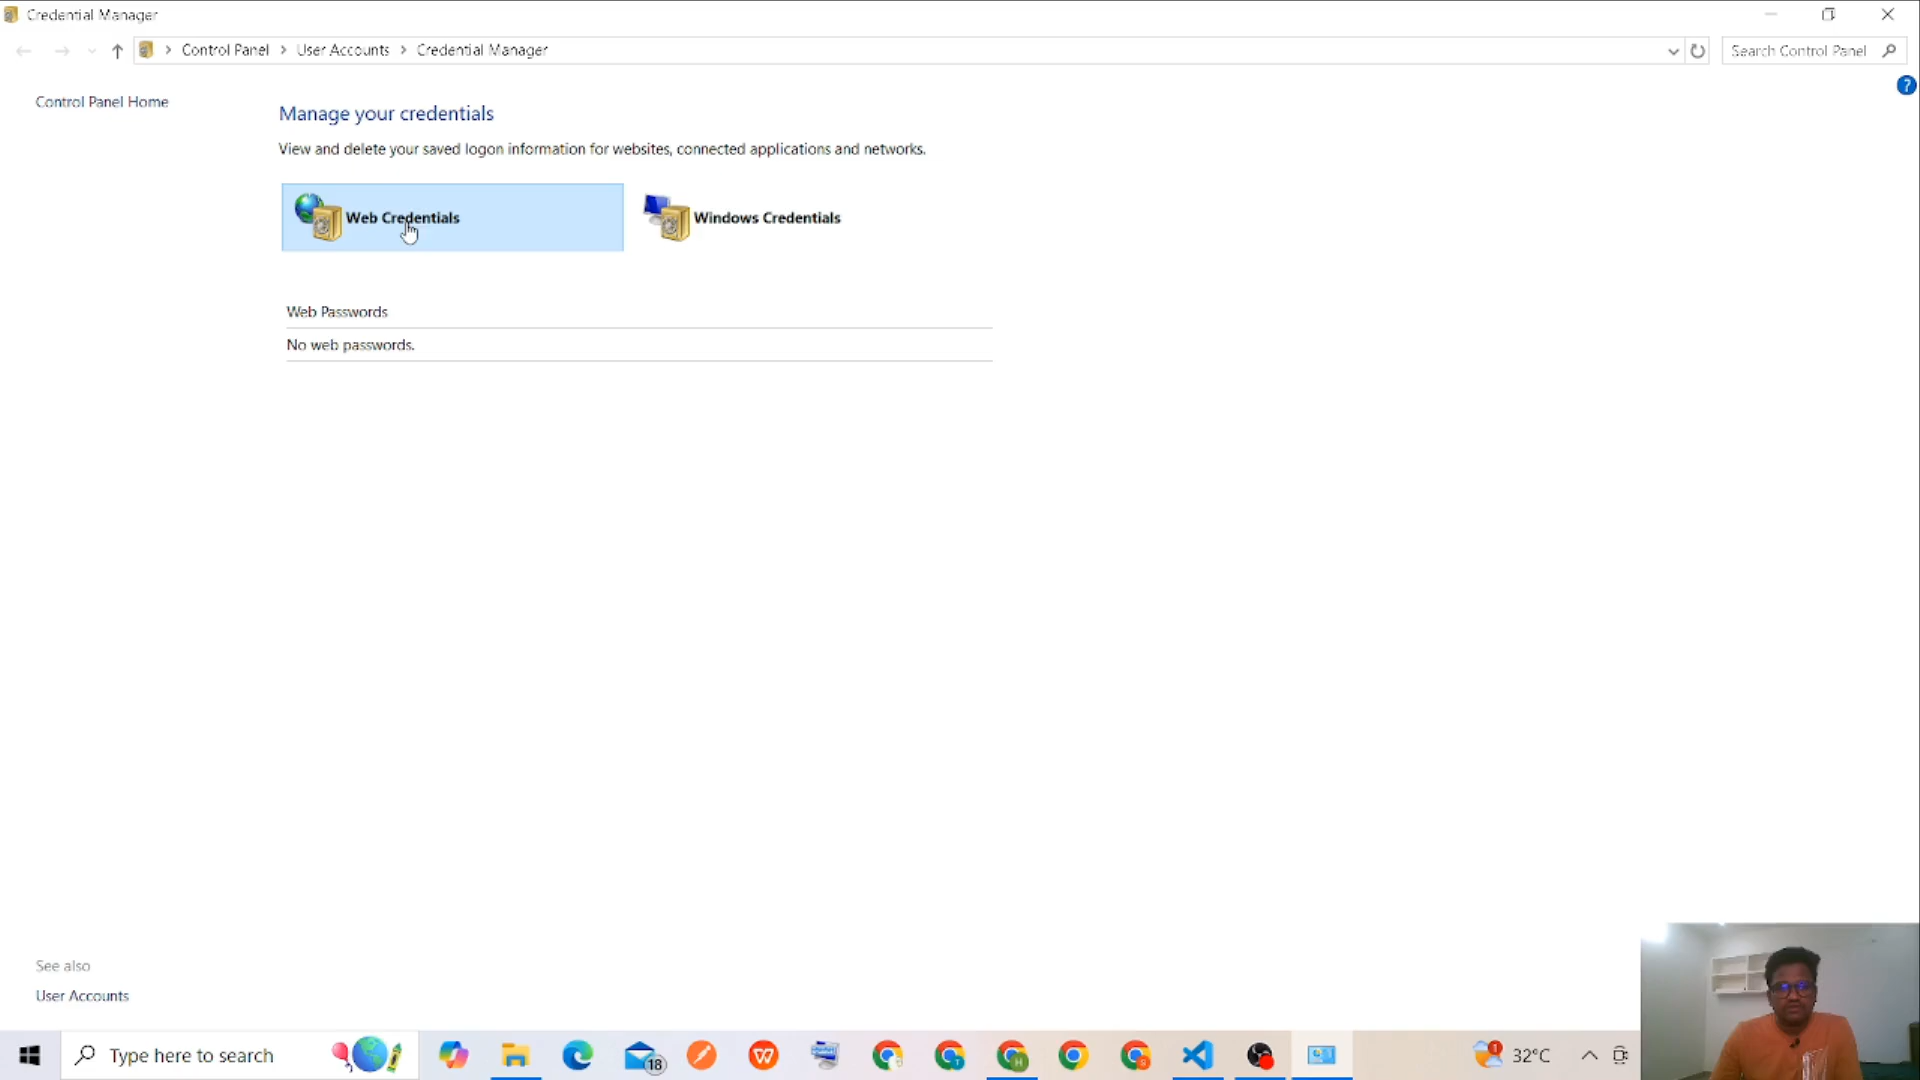 Credential Manager
Control Panel > User Accounts > Credential Manager
Search Control Panel
?
Control Panel Home
Manage your credentials
View and delete your saved logon information for websites, connected applications and networks.
Web Credentials
Windows Credentials
Web Passwords
No web passwords.
See also
User Accounts
Type here to search
18
1
32°C